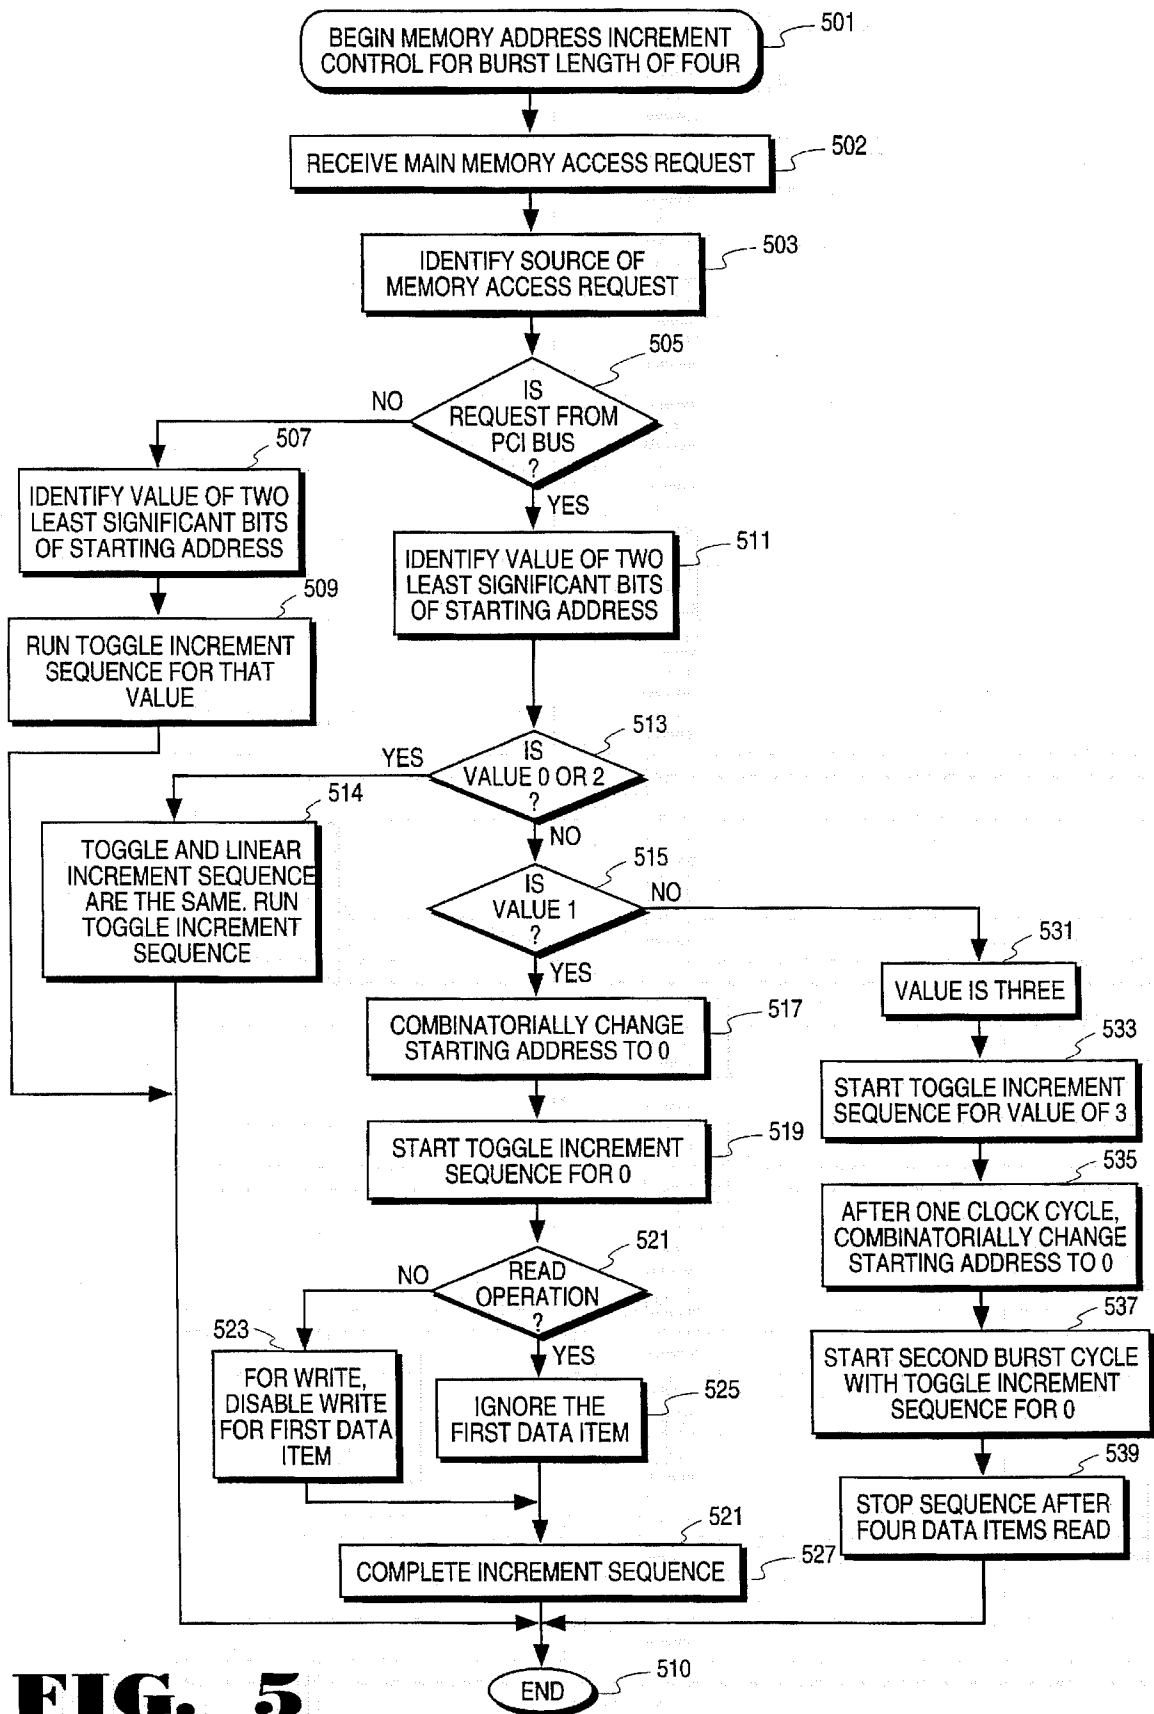 BEGIN MEMORY ADDRESS INCREMENT
CONTROL FOR BURST LENGTH OF FOUR
501
RECEIVE MAIN MEMORY ACCESS REQUEST
502
IDENTIFY SOURCE OF
MEMORY ACCESS REQUEST
503
IS
REQUEST FROM
PCI BUS
?
505
NO
YES
507
IDENTIFY VALUE OF TWO
LEAST SIGNIFICANT BITS
OF STARTING ADDRESS
509
RUN TOGGLE INCREMENT
SEQUENCE FOR THAT
VALUE
IDENTIFY VALUE OF TWO
LEAST SIGNIFICANT BITS
OF STARTING ADDRESS
511
IS
VALUE 0 OR 2
?
513
YES
NO
514
TOGGLE AND LINEAR
INCREMENT SEQUENCE
ARE THE SAME. RUN
TOGGLE INCREMENT
SEQUENCE
IS
VALUE 1
?
515
NO
YES
COMBINATORIALLY CHANGE
STARTING ADDRESS TO 0
517
START TOGGLE INCREMENT
SEQUENCE FOR 0
519
READ
OPERATION
?
521
NO
YES
523
FOR WRITE,
DISABLE WRITE
FOR FIRST DATA
ITEM
IGNORE THE
FIRST DATA ITEM
525
COMPLETE INCREMENT SEQUENCE
521
527
531
VALUE IS THREE
533
START TOGGLE INCREMENT
SEQUENCE FOR VALUE OF 3
535
AFTER ONE CLOCK CYCLE,
COMBINATORIALLY CHANGE
STARTING ADDRESS TO 0
537
START SECOND BURST CYCLE
WITH TOGGLE INCREMENT
SEQUENCE FOR 0
539
STOP SEQUENCE AFTER
FOUR DATA ITEMS READ
END
510
FIG. 5